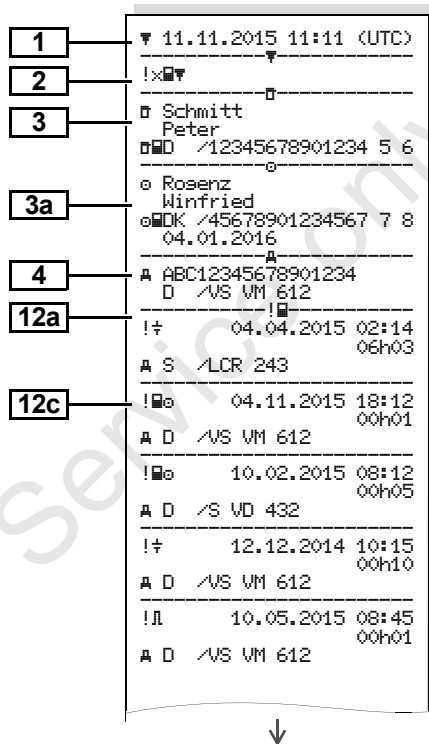 1 ▼ 11.11.2015 11:11 (UTC)
2 !x▼
3 Schmitt
Peter
D /12345678901234 5 6
3a Rogenz
Winfried
DK /45678901234567 7 8
04.01.2016
4 ABC12345678901234
D /VS VM 612
12a ! 04.04.2015 02:14
06h03
S /LCR 243
12c ! 04.11.2015 18:12
00h01
D /VS VM 612
! 10.02.2015 08:12
00h05
D /S VD 432
! 12.12.2014 10:15
00h10
D /VS VM 612
! 10.05.2015 08:45
00h01
D /VS VM 612
Service only